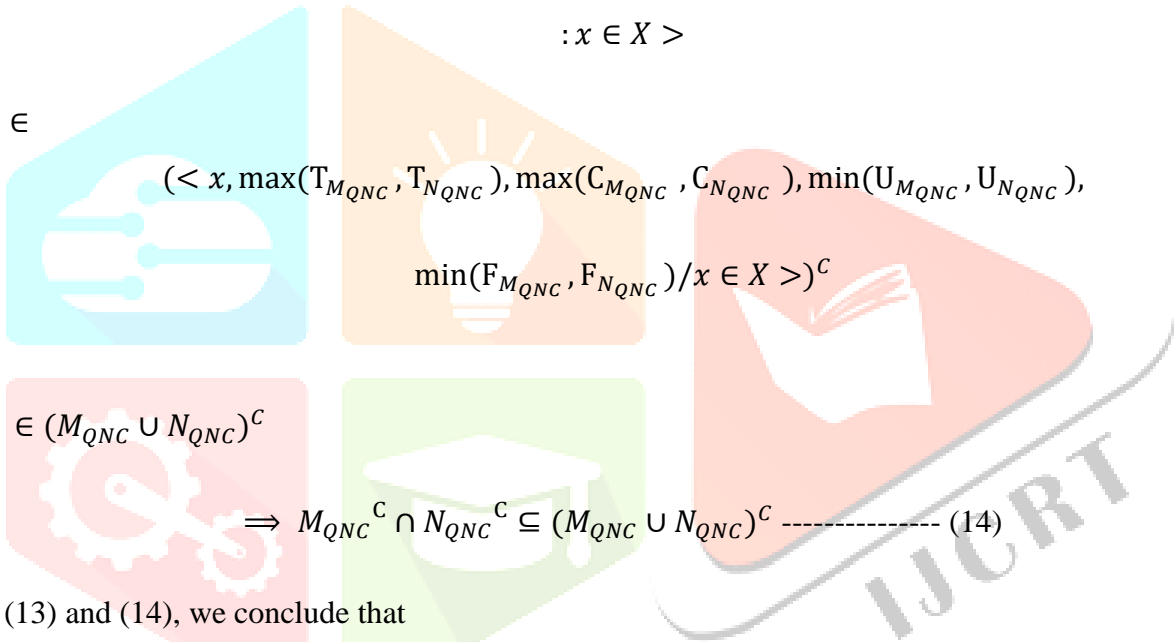 : x ∈ X >
∈
(< x, max(T_{M_{QNC}}, T_{N_{QNC}}), max(C_{M_{QNC}} , C_{N_{QNC}} ), min(U_{M_{QNC}}, U_{N_{QNC}}),
min(F_{M_{QNC}}, F_{N_{QNC}})/x ∈ X >)^C
∈ (M_{QNC} ∪ N_{QNC})^C
⟹ M_{QNC}^C ∩ N_{QNC}^C ⊆ (M_{QNC} ∪ N_{QNC})^C --------------- (14)
(13) and (14), we conclude that
IJCRT